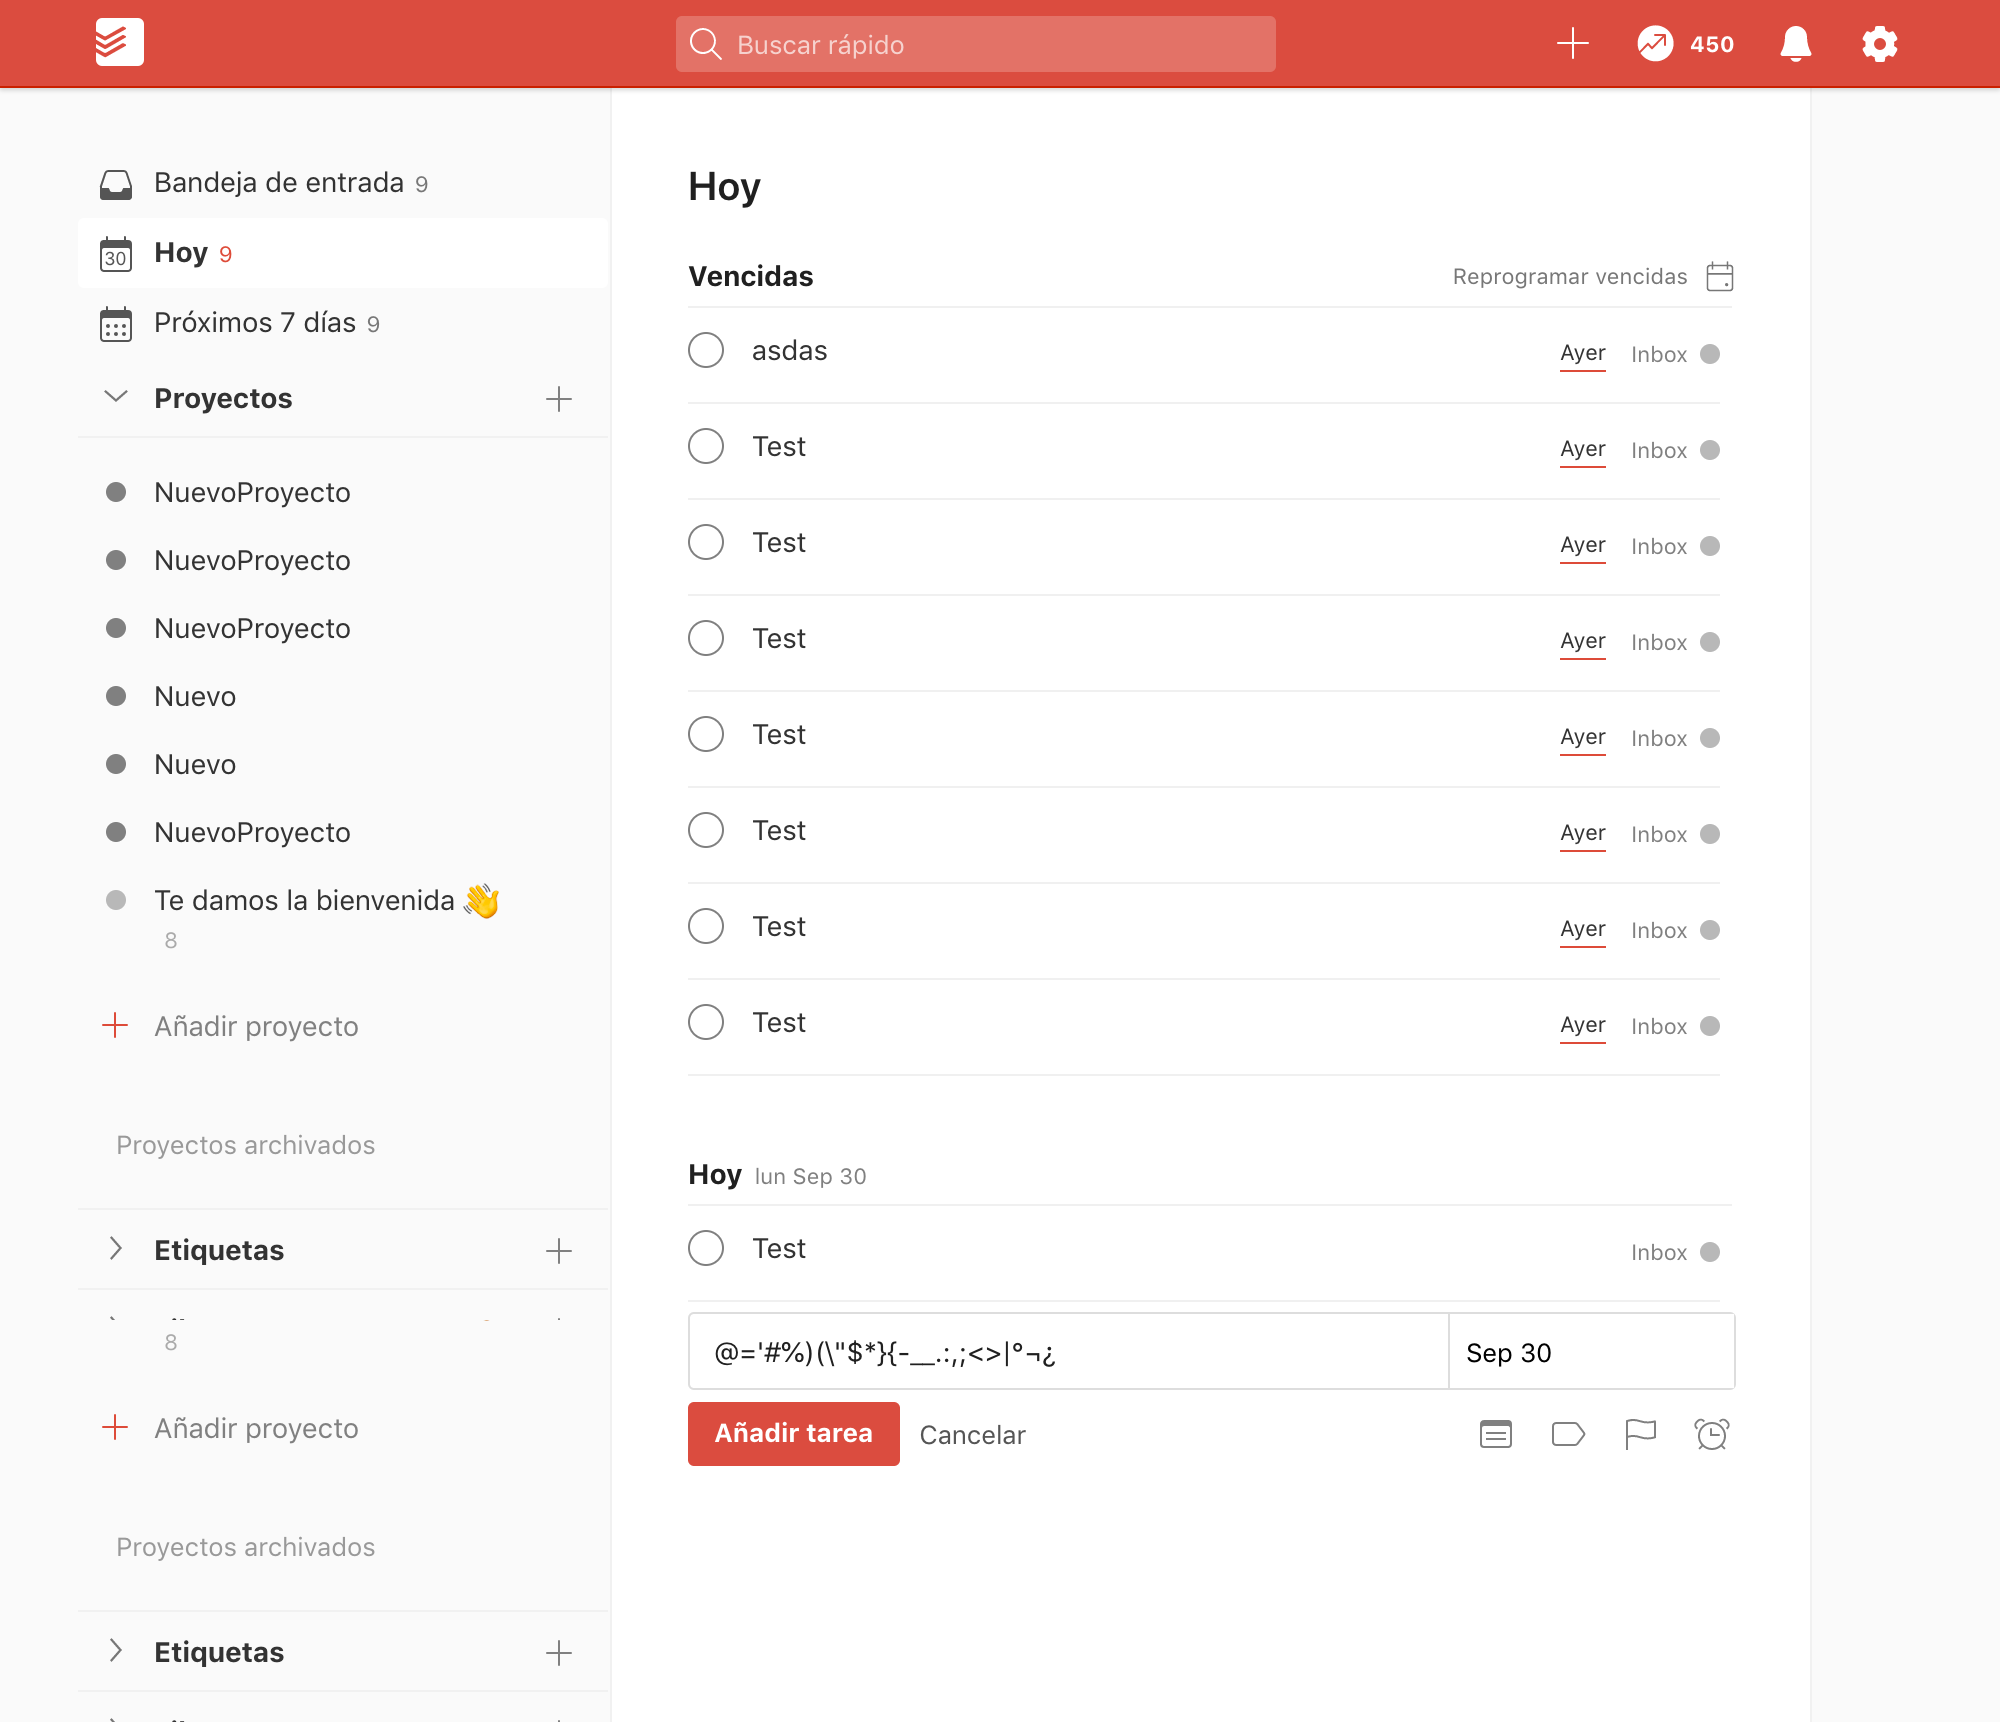 Buscar rápido
450
Bandeja de entrada 9
30 Hoy 9
Próximos 7 días 9
Proyectos
NuevoProyecto
NuevoProyecto
NuevoProyecto
Nuevo
Nuevo
NuevoProyecto
Te damos la bienvenida 👋
8
Añadir proyecto
Proyectos archivados
Etiquetas
8
Añadir proyecto
Proyectos archivados
Etiquetas
Hoy
Vencidas Reprogramar vencidas
asdas Ayer Inbox
Test Ayer Inbox
Test Ayer Inbox
Test Ayer Inbox
Test Ayer Inbox
Test Ayer Inbox
Test Ayer Inbox
Test Ayer Inbox
Hoy lun Sep 30
Test Inbox
@='#%)(\"$*}{-__.:,;<>|°¬¿ Sep 30
Añadir tarea Cancelar